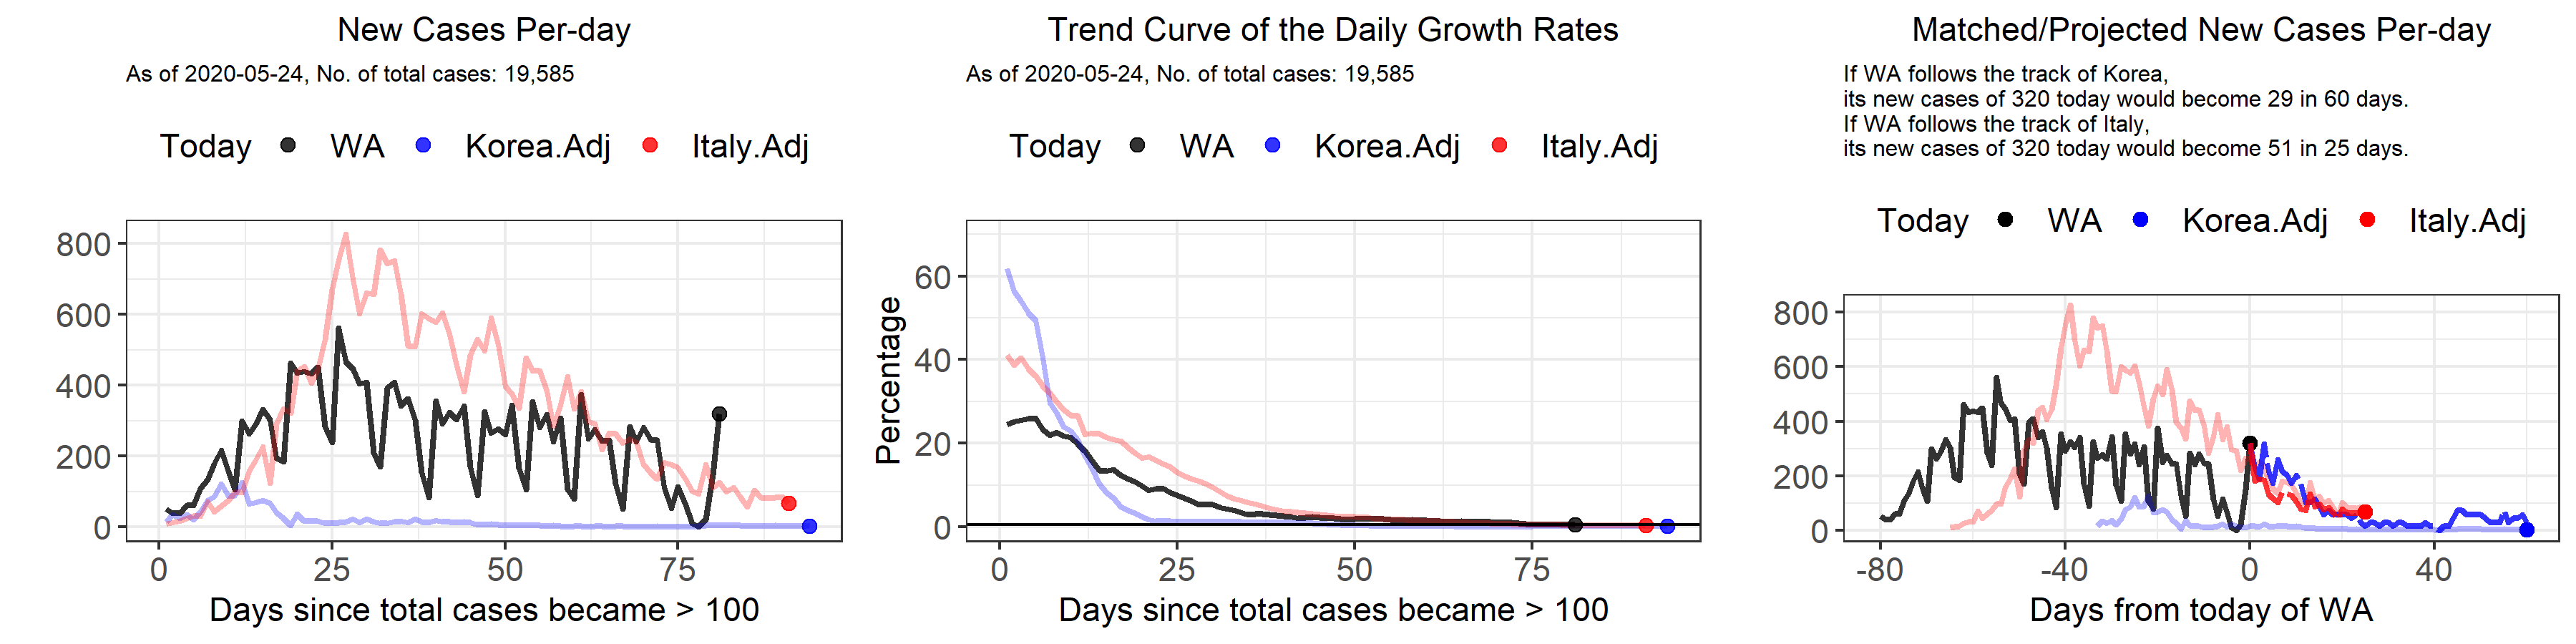 New Cases Per-day
As of 2020-05-24, No. of total cases: 19,585
Today WA Korea.Adj Italy.Adj
800
600
400
200
0
0 25 50 75
Days since total cases became > 100
Trend Curve of the Daily Growth Rates
As of 2020-05-24, No. of total cases: 19,585
Today WA Korea.Adj Italy.Adj
Percentage
60
40
20
0
0 25 50 75
Days since total cases became > 100
Matched/Projected New Cases Per-day
If WA follows the track of Korea,
its new cases of 320 today would become 29 in 60 days.
If WA follows the track of Italy,
its new cases of 320 today would become 51 in 25 days.
Today WA Korea.Adj Italy.Adj
800
600
400
200
0
-80 -40 0 40
Days from today of WA